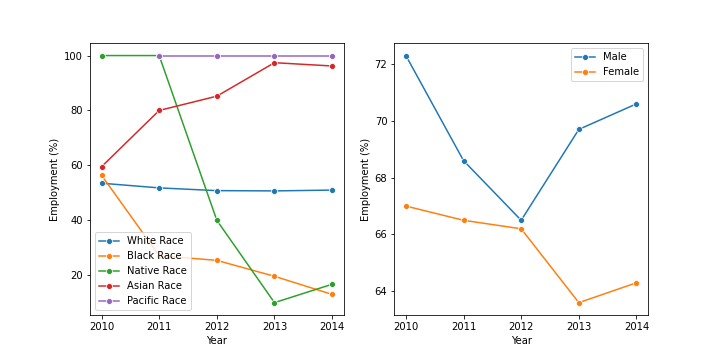 100
80
60
40
20
Employment (%)
White Race
Black Race
Native Race
Asian Race
Pacific Race
2010 2011 2012 2013 2014
Year
72
70
68
66
64
Employment (%)
Male
Female
2010 2011 2012 2013 2014
Year